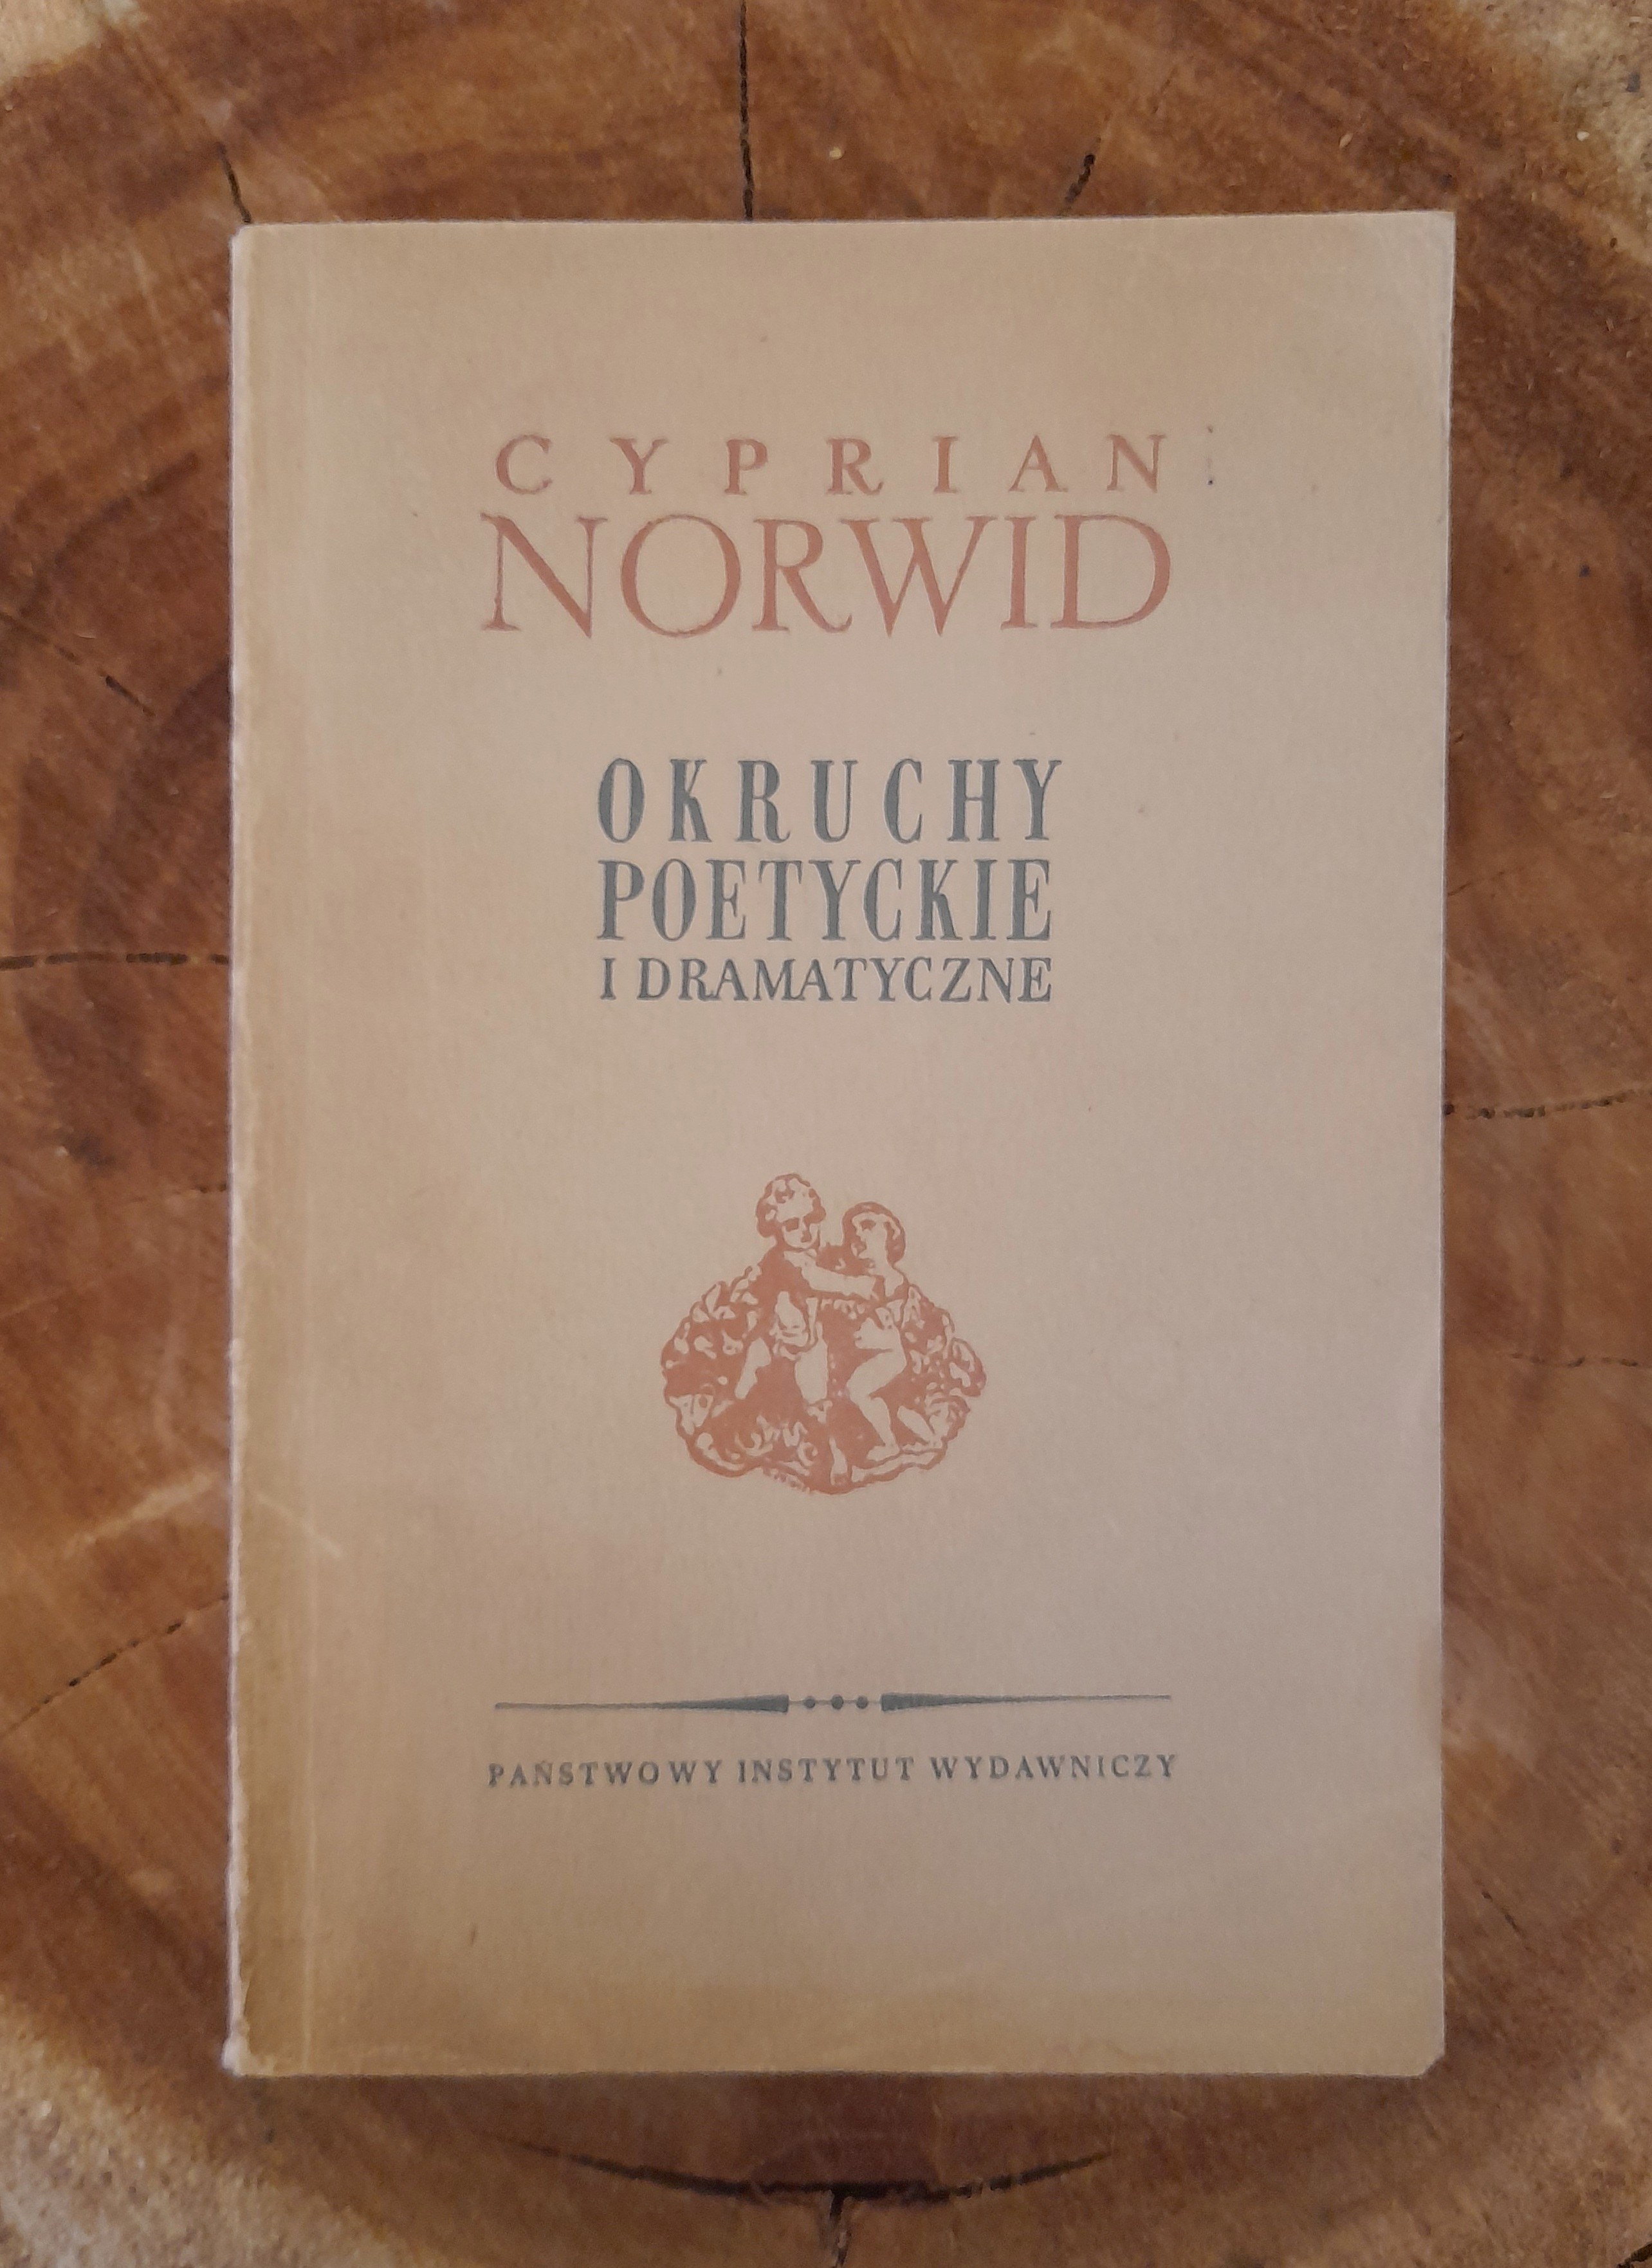 CYPRIAN
NORWID
OKRUCHY
POETYCKIE
I DRAMATYCZNE
PAŃSTWOWY INSTYTUT WYDAWNICZY